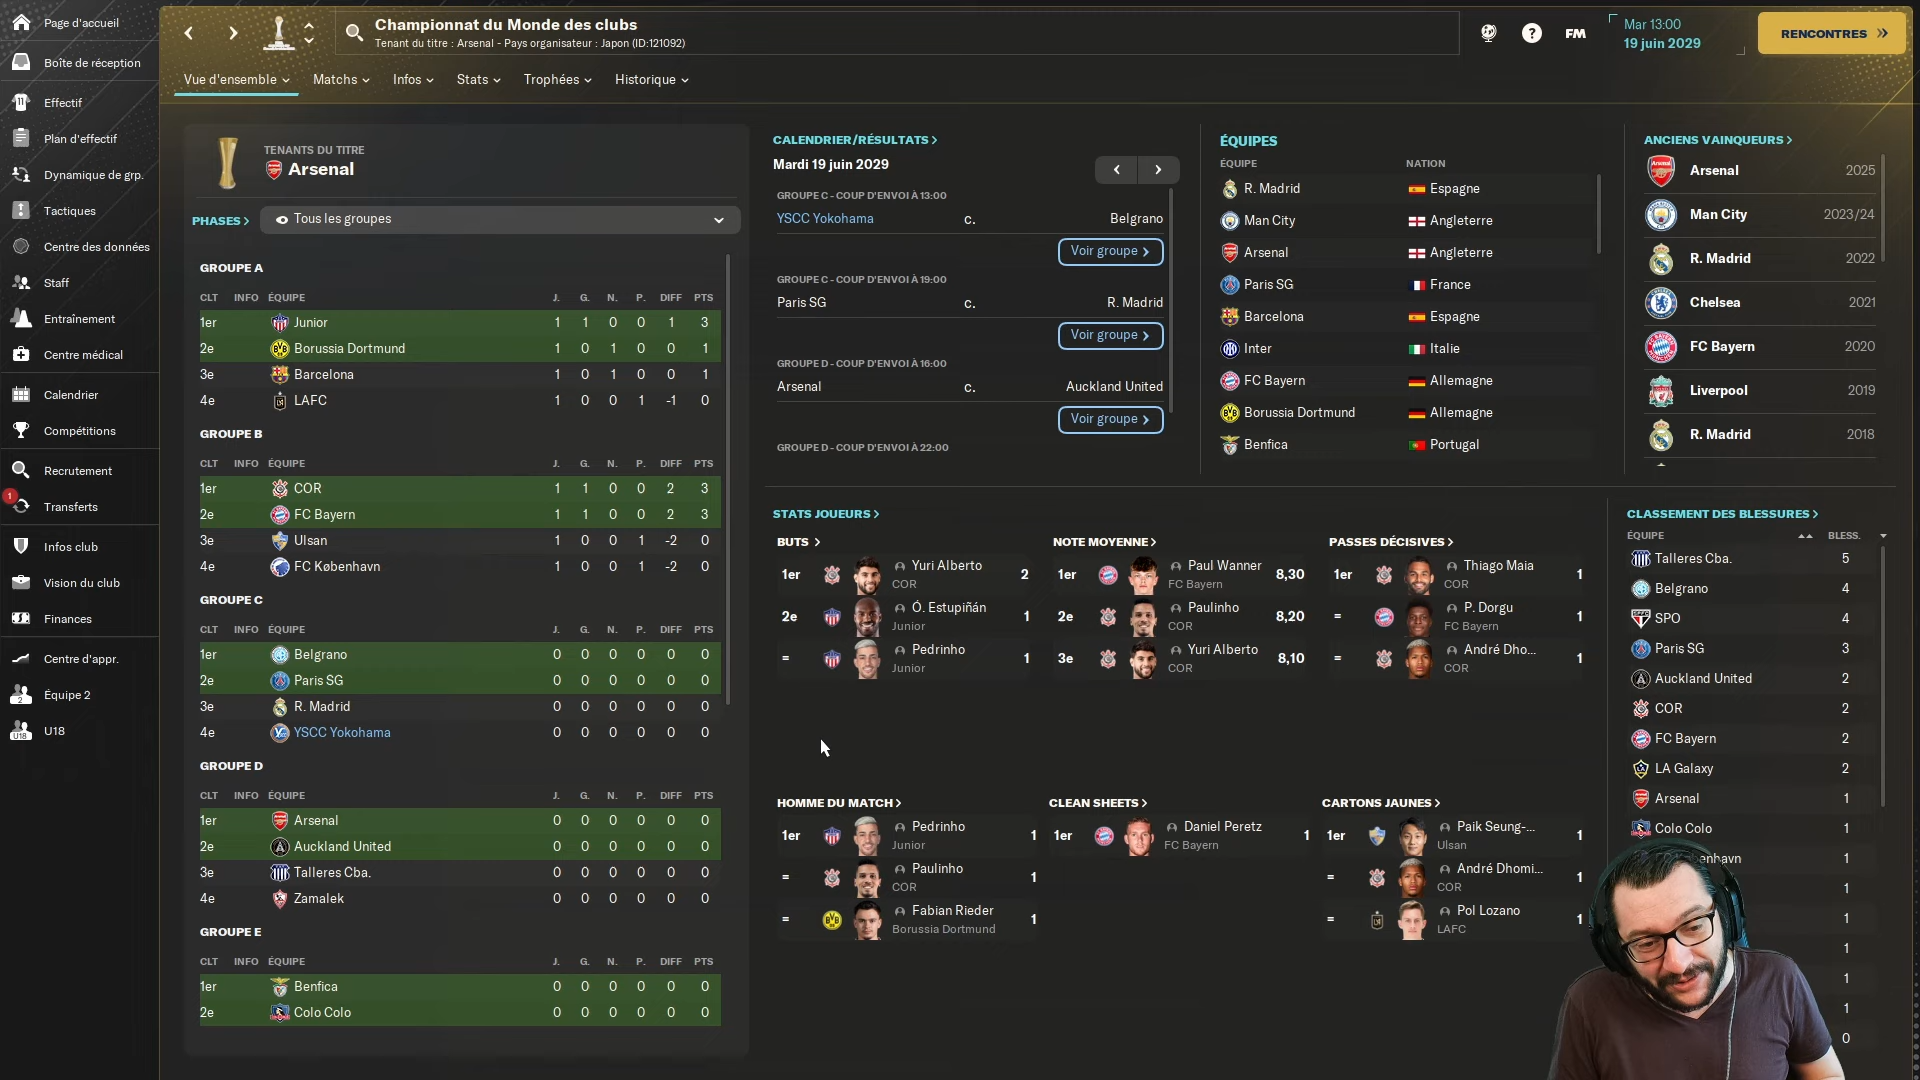 Page d'accueil
Boîte de réception
Effectif
Plan d'effectif
Dynamique de grp.
Tactiques
Centre des données
Staff
Entraînement
Centre médical
Calendrier
Compétitions
Recrutement
1
Transferts
Infos club
Vision du club
Finances
Centre d'appr.
Équipe 2
U18
Championnat du Monde des clubs
Tenant du titre : Arsenal - Pays organisateur : Japon (ID:121092)
FM
Mar 13:00
19 juin 2029
RENCONTRES
Vue d'ensemble Matchs Infos Stats Trophées Historique
TENANTS DU TITRE
Arsenal
PHASES Tous les groupes
GROUPE A
CLT INFO ÉQUIPE J. G. N. P. DIFF PTS
1er Junior 1 1 0 0 1 3
2e Borussia Dortmund 1 0 1 0 0 1
3e Barcelona 1 0 1 0 0 1
4e LAFC 1 0 0 1 -1 0
GROUPE B
CLT INFO ÉQUIPE J. G. N. P. DIFF PTS
1er COR 1 1 0 0 2 3
2e FC Bayern 1 1 0 0 2 3
3e Ulsan 1 0 0 1 -2 0
4e FC København 1 0 0 1 -2 0
GROUPE C
CLT INFO ÉQUIPE J. G. N. P. DIFF PTS
1er Belgrano 0 0 0 0 0 0
2e Paris SG 0 0 0 0 0 0
3e R. Madrid 0 0 0 0 0 0
4e YSCC Yokohama 0 0 0 0 0 0
GROUPE D
CLT INFO ÉQUIPE J. G. N. P. DIFF PTS
1er Arsenal 0 0 0 0 0 0
2e Auckland United 0 0 0 0 0 0
3e Talleres Cba. 0 0 0 0 0 0
4e Zamalek 0 0 0 0 0 0
GROUPE E
CLT INFO ÉQUIPE J. G. N. P. DIFF PTS
1er Benfica 0 0 0 0 0 0
2e Colo Colo 0 0 0 0 0 0
CALENDRIER/RÉSULTATS
Mardi 19 juin 2029
GROUPE C - COUP D'ENVOI À 13:00
YSCC Yokohama c. Belgrano
Voir groupe
GROUPE C - COUP D'ENVOI À 19:00
Paris SG c. R. Madrid
Voir groupe
GROUPE D - COUP D'ENVOI À 16:00
Arsenal c. Auckland United
Voir groupe
GROUPE D - COUP D'ENVOI À 22:00
ÉQUIPES
ÉQUIPE NATION
R. Madrid Espagne
Man City Angleterre
Arsenal Angleterre
Paris SG France
Barcelona Espagne
Inter Italie
FC Bayern Allemagne
Borussia Dortmund Allemagne
Benfica Portugal
ANCIENS VAINQUEURS
Arsenal 2025
Man City 2023/24
R. Madrid 2022
Chelsea 2021
FC Bayern 2020
Liverpool 2019
R. Madrid 2018
STATS JOUEURS
BUTS
1er Yuri Alberto 2
COR
2e Ó. Estupiñán 1
Junior
= Pedrinho 1
Junior
NOTE MOYENNE
1er Paul Wanner 8,30
FC Bayern
2e Paulinho 8,20
COR
3e Yuri Alberto 8,10
COR
PASSES DÉCISIVES
1er Thiago Maia 1
COR
= P. Dorgu 1
FC Bayern
= André Dho... 1
COR
HOMME DU MATCH
1er Pedrinho 1
Junior
= Paulinho 1
COR
= Fabian Rieder 1
Borussia Dortmund
CLEAN SHEETS
1er Daniel Peretz 1
FC Bayern
CARTONS JAUNES
1er Paik Seung-... 1
Ulsan
= André Dhomi... 1
COR
= Pol Lozano 1
LAFC
CLASSEMENT DES BLESSURES
ÉQUIPE BLESS.
Talleres Cba. 5
Belgrano 4
SPO 4
Paris SG 3
Auckland United 2
COR 2
FC Bayern 2
LA Galaxy 2
Arsenal 1
Colo Colo 1
1
1
1
1
1
1
0